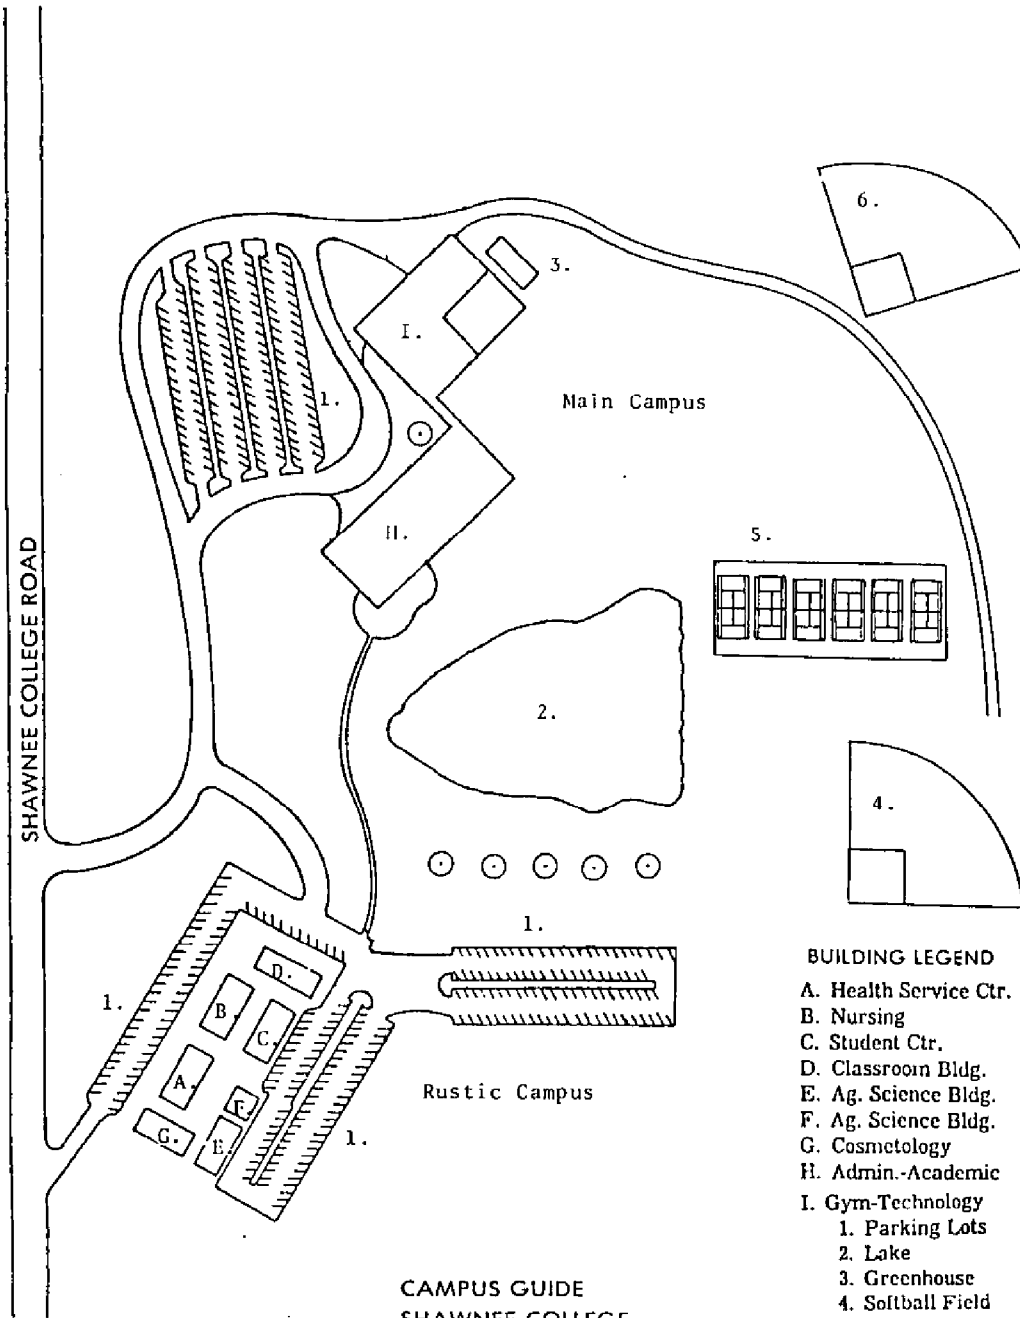 6.
3.
I.
1.
Main Campus
5.
H.
SHAWNEE COLLEGE ROAD
2.
4.
1.
BUILDING LEGEND
D.
1.
B.
C.
A. Health Service Ctr.
B. Nursing
C. Student Ctr.
D. Classroom Bldg.
E. Ag. Science Bldg.
F. Ag. Science Bldg.
G. Cosmetology
H. Admin.-Academic
I. Gym-Technology
1. Parking Lots
2. Lake
3. Greenhouse
4. Softball Field
Rustic Campus
A.
F.
G.
E.
1.
CAMPUS GUIDE
SHAWNEE COLLEGE